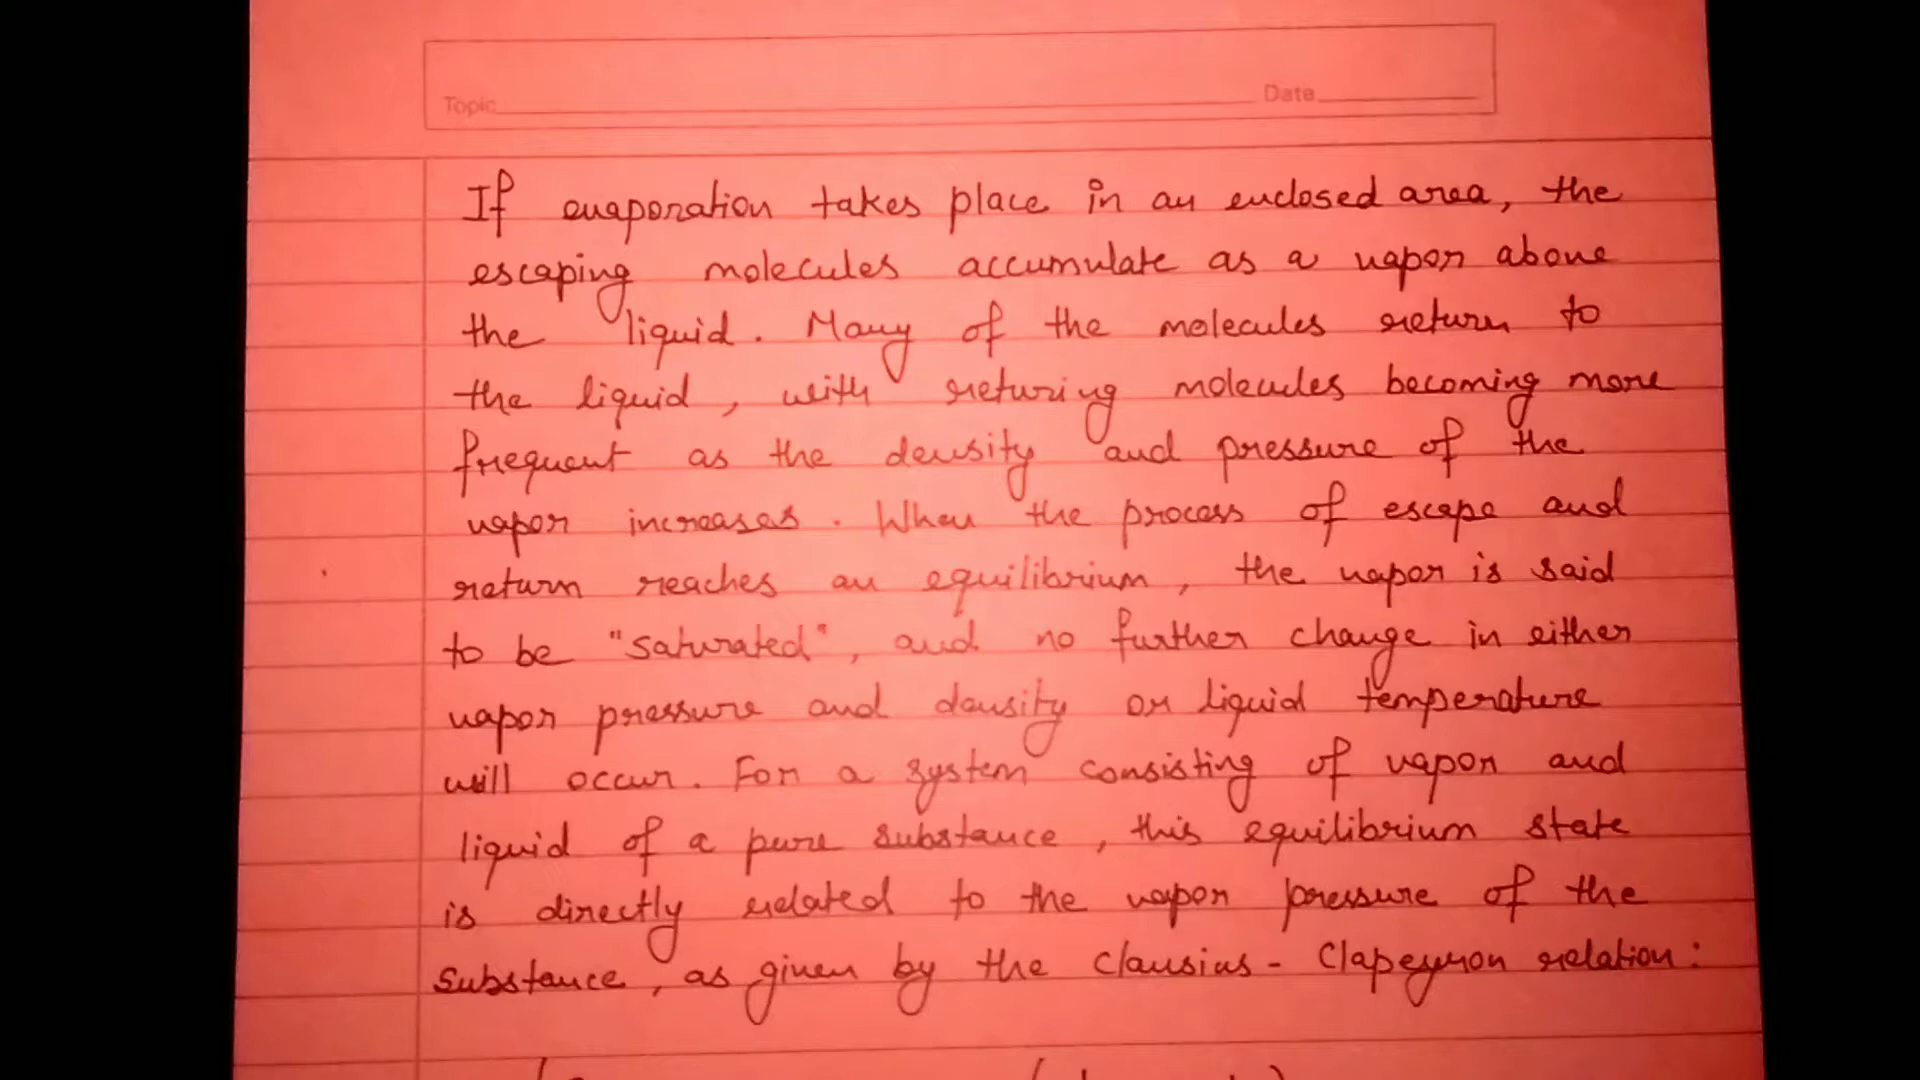 Topic Date
If evaporation takes place in an enclosed area, the
escaping molecules accumulate as a vapor above
the liquid. Many of the molecules return to
the liquid, with returing molecules becoming more
frequent as the density and pressure of the
vapor increases. When the process of escape and
return reaches an equilibrium, the vapor is said
to be "saturated", and no further change in either
vapor pressure and density or liquid temperature
will occur. For a system consisting of vapor and
liquid of a pure substance, this equilibrium state
is directly related to the vapor pressure of the
substance, as given by the Clausius - Clapeyron relation: